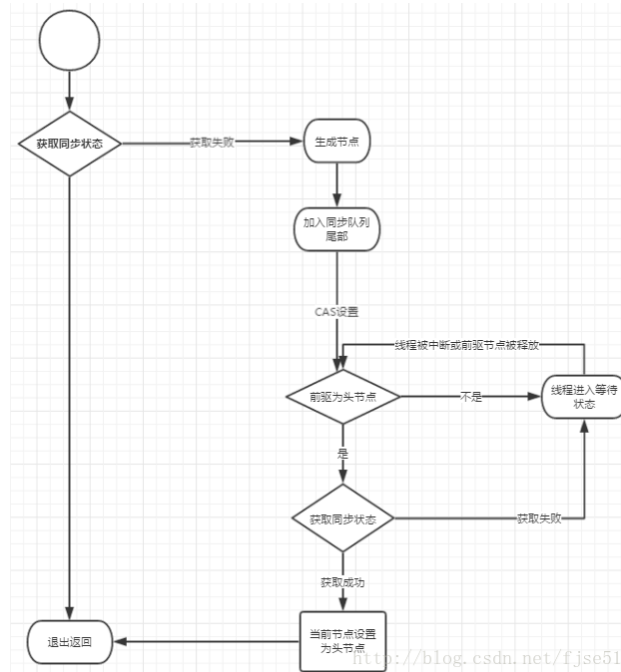 获取同步状态
获取失败
生成节点
加入同步队列
尾部
CAS设置
线程被中断或前驱节点被释放
前驱为头节点
不是
线程进入等待
状态
是
获取同步状态
获取失败
获取成功
当前节点设置
为头节点
退出返回
http://blog.csdn.net/fjse51